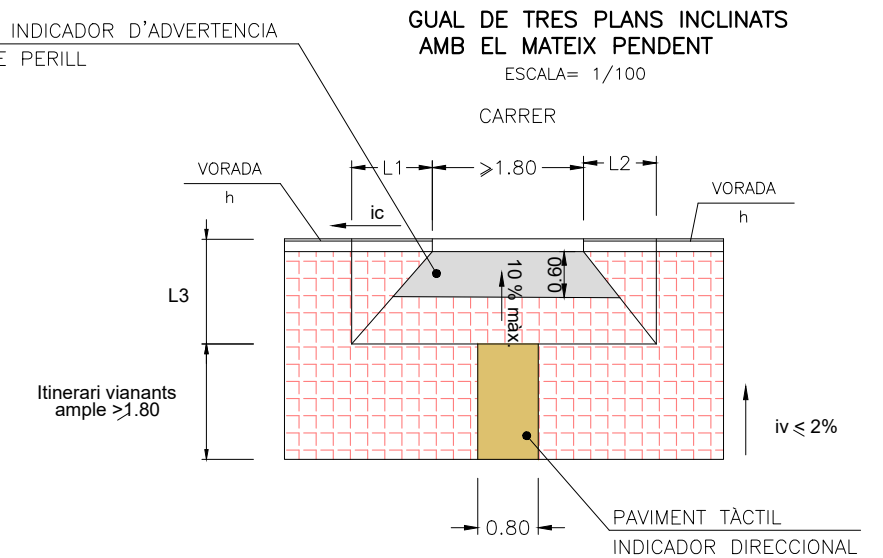 INDICADOR D'ADVERTENCIA
E PERILL
GUAL DE TRES PLANS INCLINATS
AMB EL MATEIX PENDENT
ESCALA= 1/100
CARRER
L1
≥1.80
L2
VORADA
h
VORADA
h
ic
10 % màx.
0.60
L3
Itinerari vianants
ample ≥1.80
iv ≤ 2%
0.80
PAVIMENT TÀCTIL
INDICADOR DIRECCIONAL